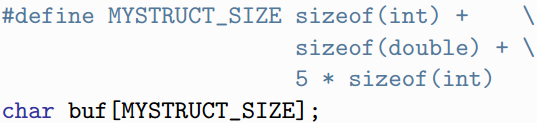 #define MYSTRUCT_SIZE sizeof(int) + \
sizeof(double) + \
5 * sizeof(int)
char buf[MYSTRUCT_SIZE];